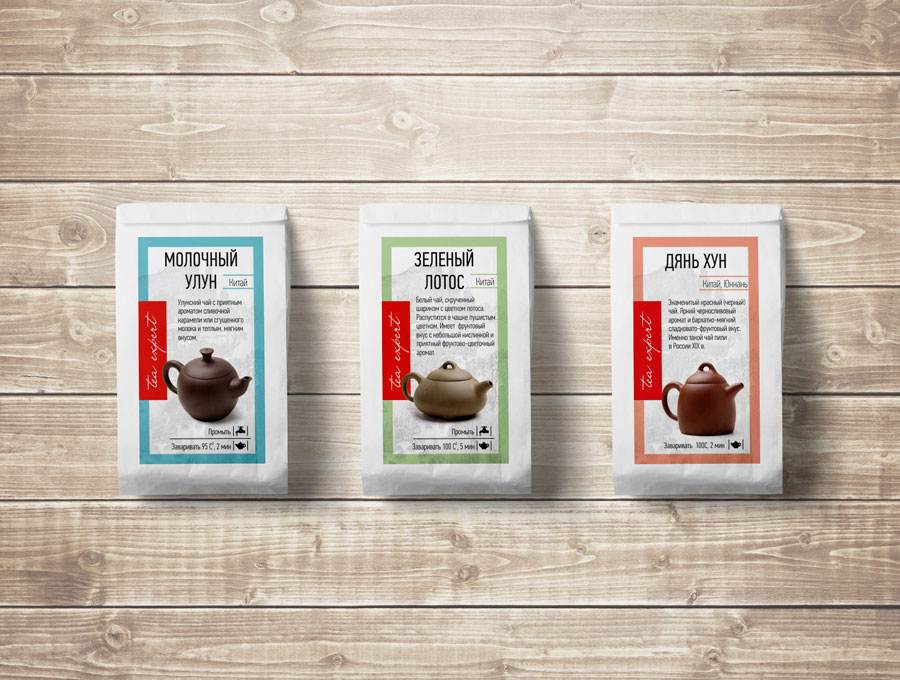 МОЛОЧНЫЙ
УЛУН
Китай
Улунский чай с приятным
ароматом сливочной
карамели или сгущенного
молока и теплым, мягким
вкусом.
tea expert
Промыть
Заваривать 95 C°, 2 мин
ЗЕЛЕНЫЙ
ЛОТОС
Китай
Белый чай, скрученный
шариком с цветком лотоса.
Распустится в чашке пушистым
цветком. Имеет фруктовый
вкус с небольшой кислинкой и
приятный фруктово-цветочный
аромат.
tea expert
Промыть
Заваривать 100 C°, 5 мин
ДЯНЬ ХУН
Китай, Юннань
Знаменитый красный (черный)
чай. Яркий черносливовый
аромат и бархатно-мягкий
сладковато-фруктовый вкус.
Именно такой чай пили
в России XIX в.
tea expert
Заваривать 100С, 2 мин